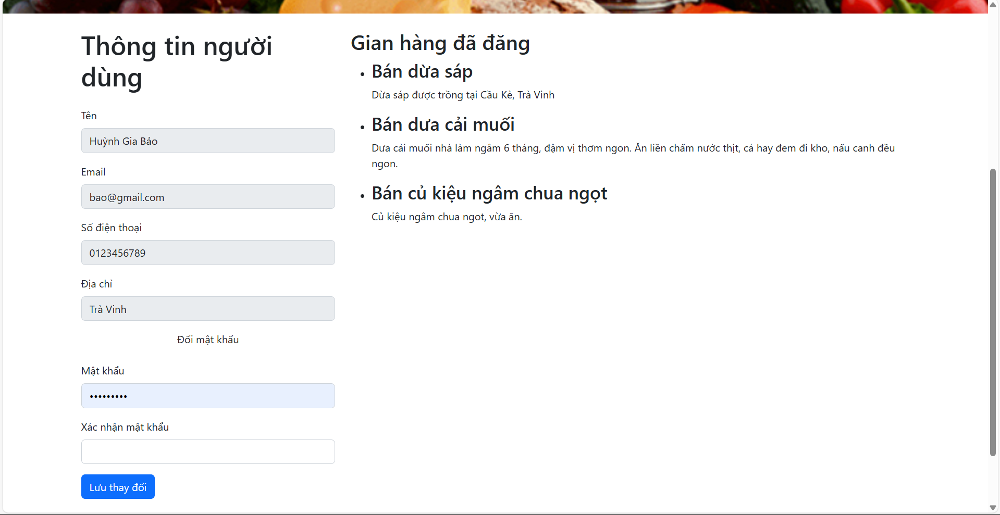 Thông tin người
dùng
Tên
Huỳnh Gia Bảo
Email
bao@gmail.com
Số điện thoại
0123456789
Địa chỉ
Trà Vinh
Đổi mật khẩu
Mật khẩu
•••••••••
Xác nhận mật khẩu
Lưu thay đổi
Gian hàng đã đăng
• Bán dừa sáp
Dừa sáp được trồng tại Cầu Kè, Trà Vinh
• Bán dưa cải muối
Dưa cải muối nhà làm ngâm 6 tháng, đậm vị thơm ngon. Ăn liền chấm nước thịt, cá hay đem đi kho, nấu canh đều
ngon.
• Bán củ kiệu ngâm chua ngọt
Củ kiệu ngâm chua ngot, vừa ăn.